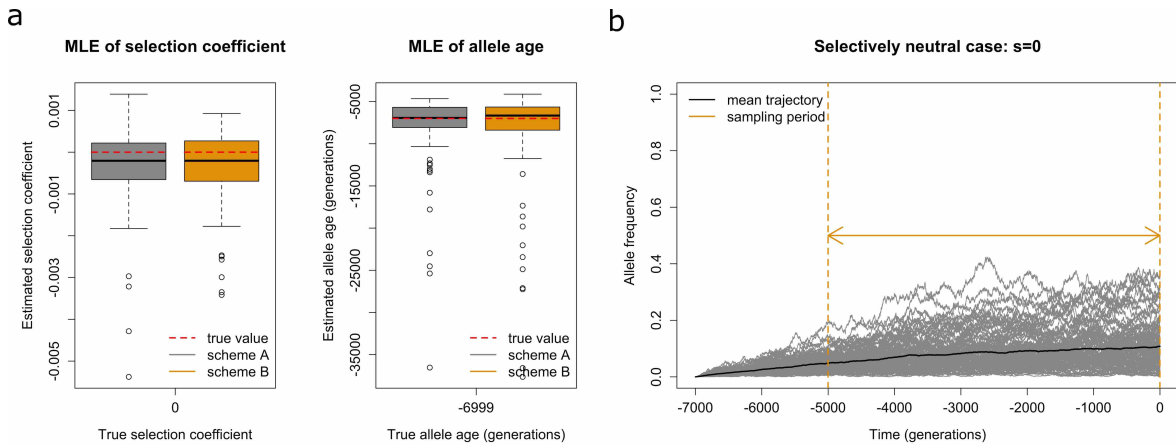 a
MLE of selection coefficient
Estimated selection coefficient
0.001
-0.001
-0.003
-0.005
true value
scheme A
scheme B
0
True selection coefficient
MLE of allele age
Estimated allele age (generations)
-5000
-15000
-25000
-35000
true value
scheme A
scheme B
-6999
True allele age (generations)
b
Selectively neutral case: s=0
Allele frequency
1.0
0.8
0.6
0.4
0.2
0.0
mean trajectory
sampling period
-7000 -6000 -5000 -4000 -3000 -2000 -1000 0
Time (generations)